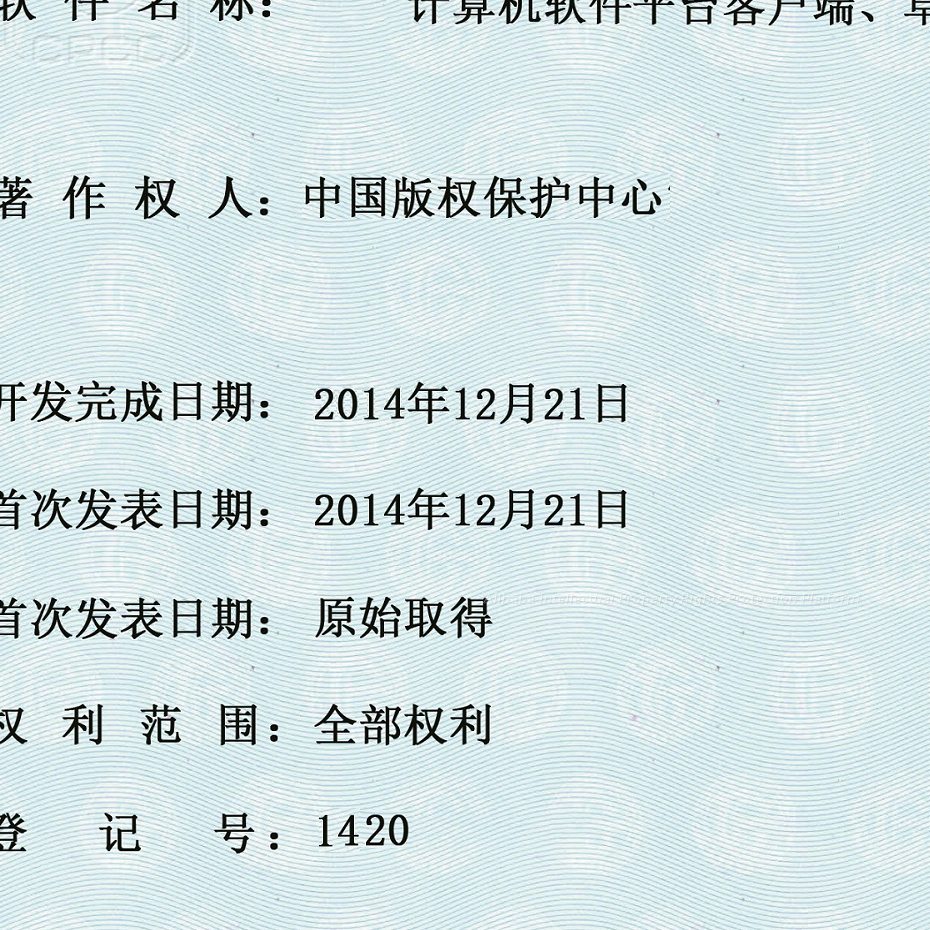 软件名称：计算机软件平台客户端、
著作权人：中国版权保护中心
开发完成日期：2014年12月21日
首次发表日期：2014年12月21日
首次发表日期：原始取得
权利范围：全部权利
登记号：1420